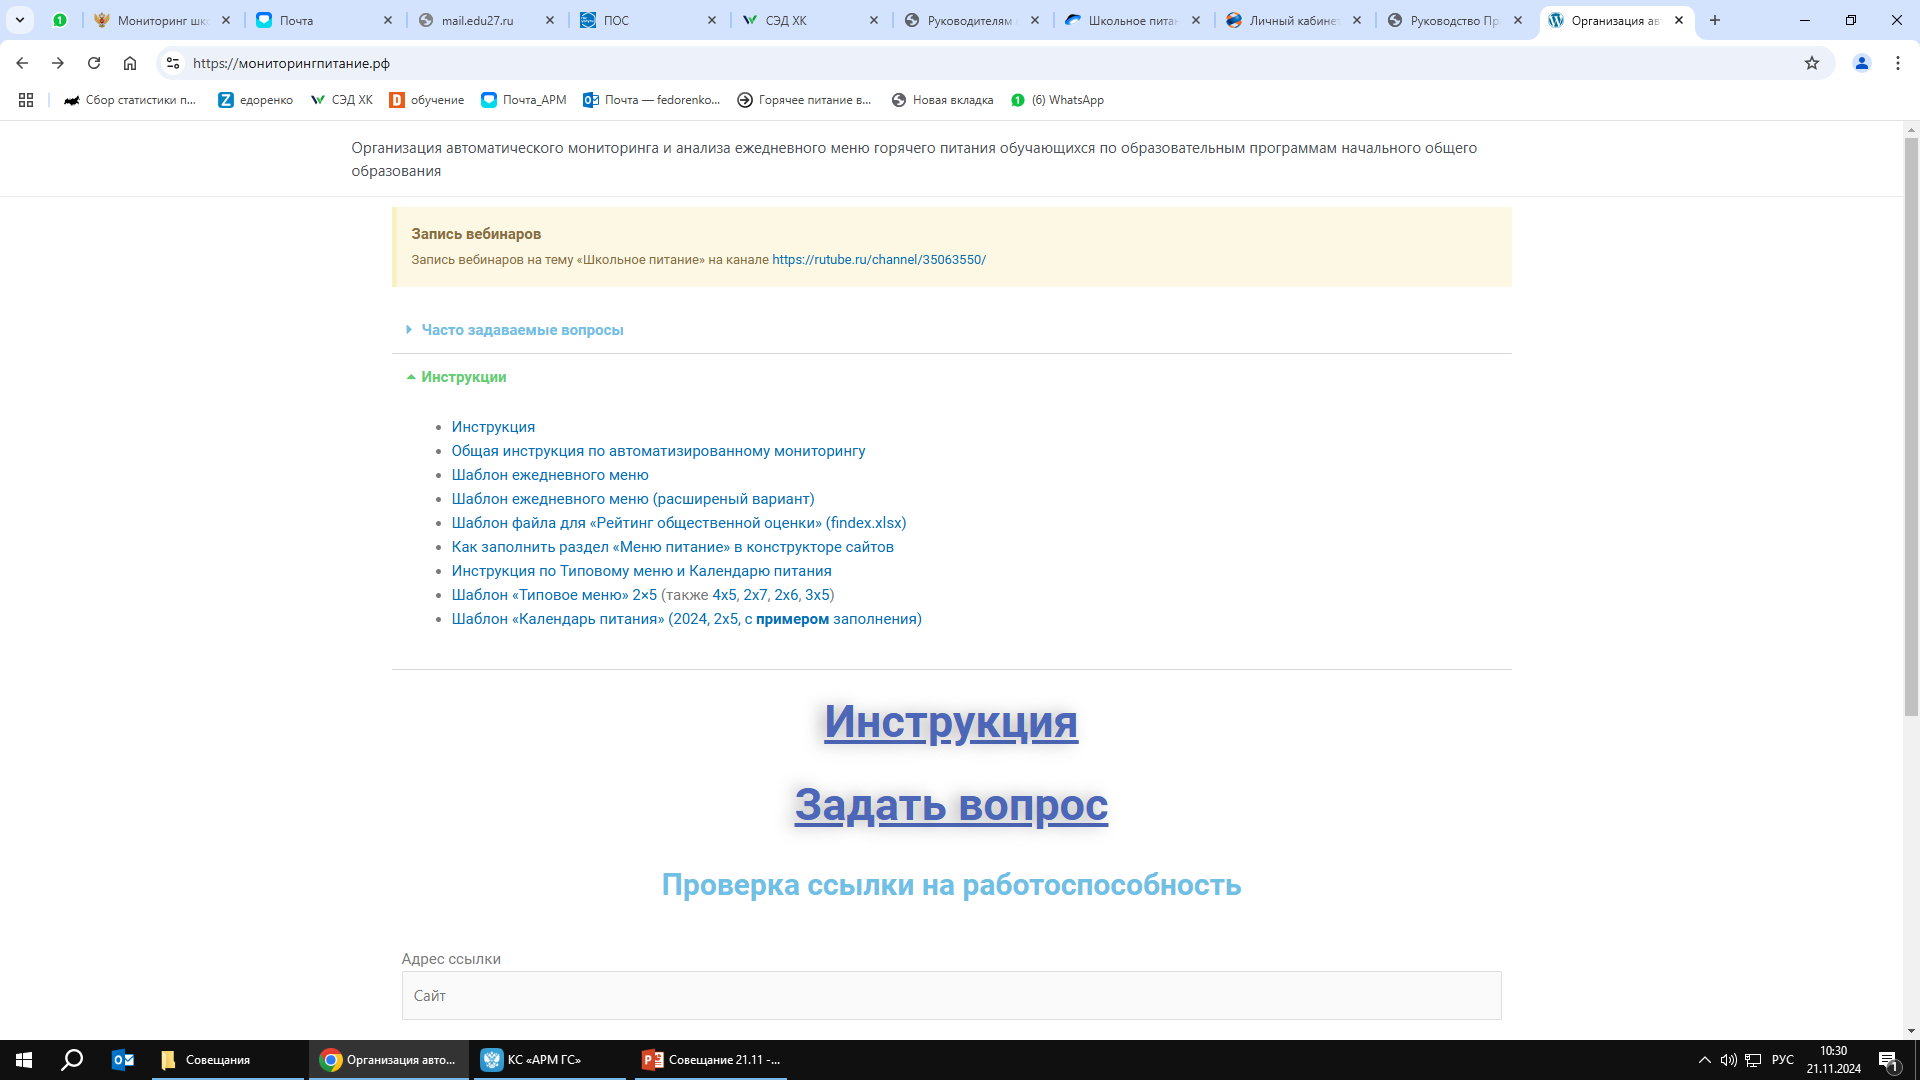 Мониторинг шк
Почта
mail.edu27.ru
ПОС
СЭД ХК
Руководителям
Школьное пита
Личный кабине
Руководство Пр
Организация ав
https://мониторингпитание.рф
Сбор статистики п...
едоренко
СЭД ХК
обучение
Почта_АРМ
Почта — fedorenko...
Горячее питание в...
Новая вкладка
(6) WhatsApp
Организация автоматического мониторинга и анализа ежедневного меню горячего питания обучающихся по образовательным программам начального общего
образования
Запись вебинаров
Запись вебинаров на тему «Школьное питание» на канале https://rutube.ru/channel/35063550/
Часто задаваемые вопросы
Инструкции
Инструкция
Общая инструкция по автоматизированному мониторингу
Шаблон ежедневного меню
Шаблон ежедневного меню (расширеный вариант)
Шаблон файла для «Рейтинг общественной оценки» (findex.xlsx)
Как заполнить раздел «Меню питание» в конструкторе сайтов
Инструкция по Типовому меню и Календарю питания
Шаблон «Типовое меню» 2×5 (также 4х5, 2х7, 2х6, 3х5)
Шаблон «Календарь питания» (2024, 2х5, с примером заполнения)
Инструкция
Задать вопрос
Проверка ссылки на работоспособность
Адрес ссылки
Сайт
Совещания
Организация авто...
КС «АРМ ГС»
Совещание 21.11 -...
РУС
10:30
21.11.2024
1